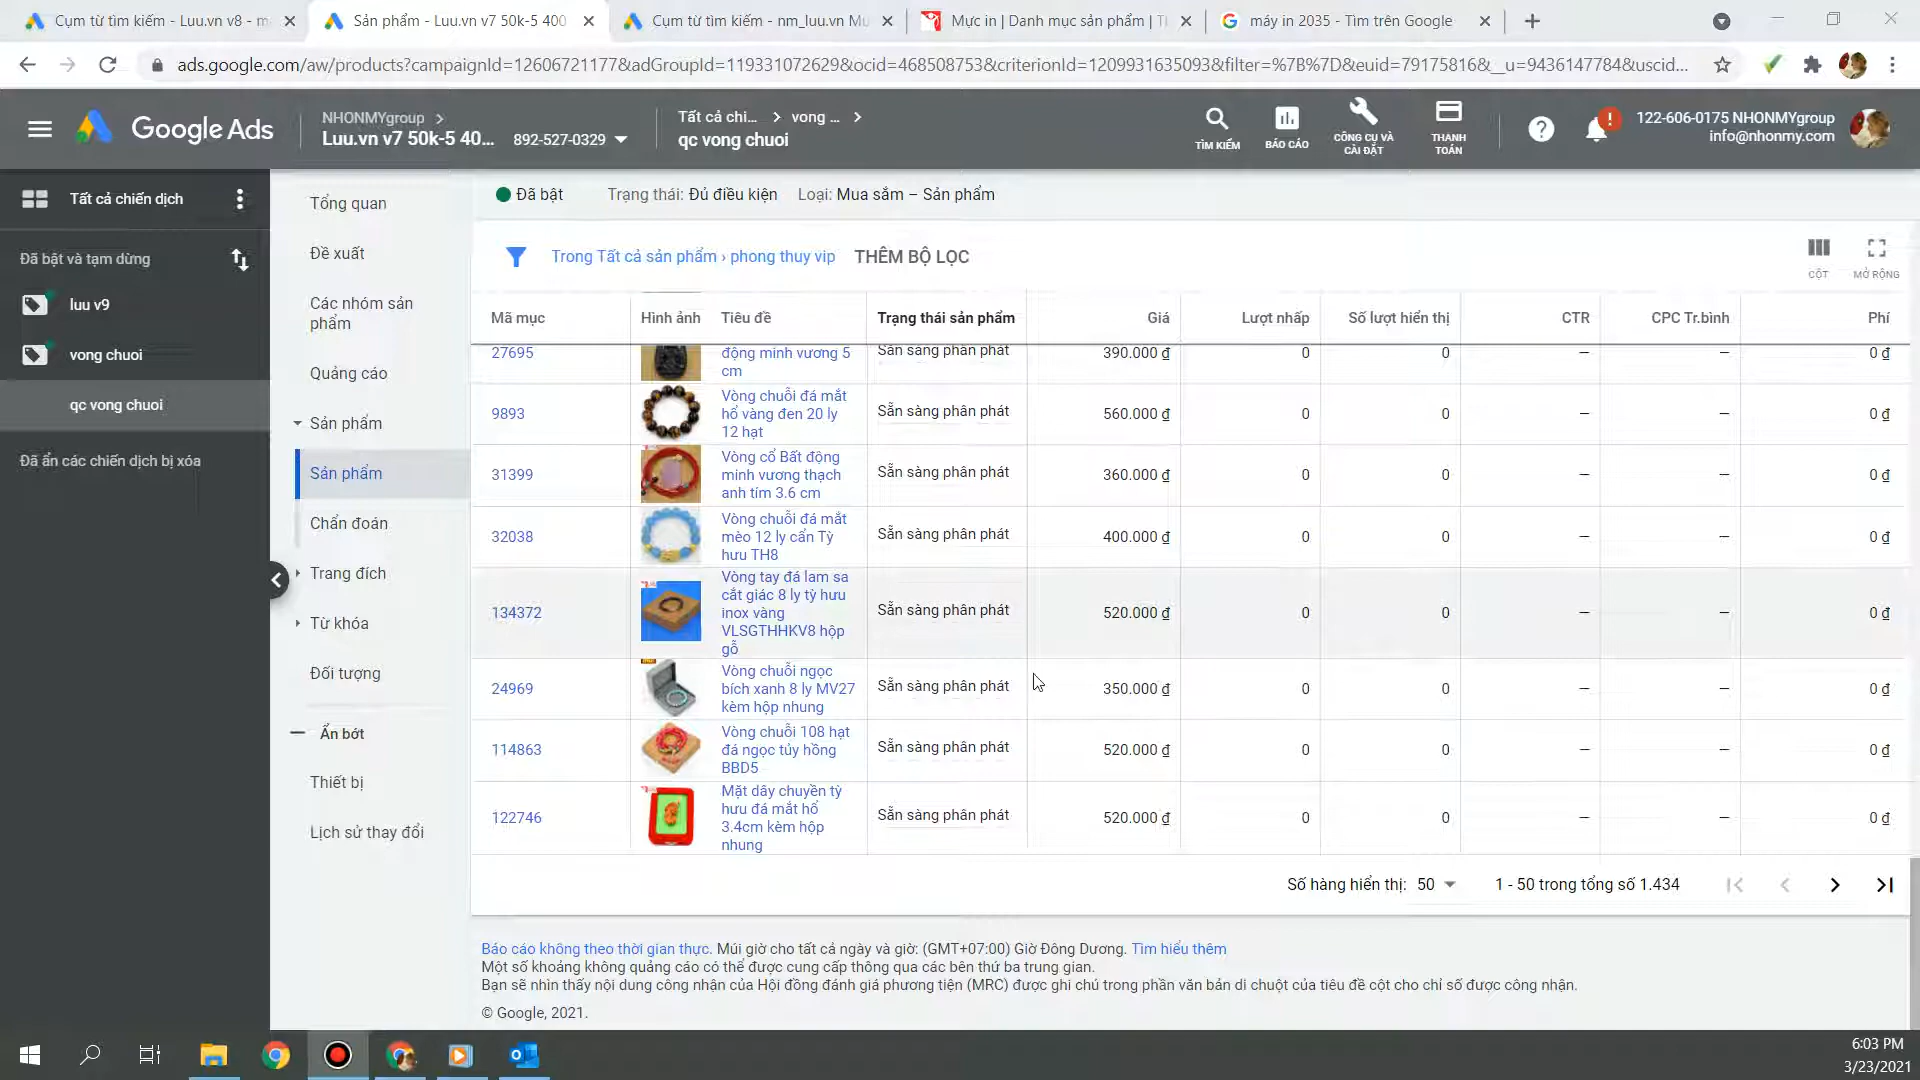 Cụm từ tìm kiếm - Luu.vn v8 - m
Sản phẩm - Luu.vn v7 50k-5 400
Cụm từ tìm kiếm - nm_luu.vn Mu
Mực in | Danh mục sản phẩm | Tl
máy in 2035 - Tìm trên Google
ads.google.com/aw/products?campaignId=12606721177&adGroupId=119331072629&ocid=468508753&criterionId=1209931635093&filter=%7B%7D&euid=79175816&__u=9436147784&uscid...
Google Ads
NHONMYgroup
Luu.vn v7 50k-5 40...
892-527-0329
Tất cả chi...
vong ...
qc vong chuoi
TÌM KIẾM
BÁO CÁO
CÔNG CỤ VÀ CÀI ĐẶT
THANH TOÁN
122-606-0175 NHONMYgroup
info@nhonmy.com
Tất cả chiến dịch
Đã bật và tạm dừng
luu v9
vong chuoi
qc vong chuoi
Đã ẩn các chiến dịch bị xóa
Tổng quan
Đề xuất
Các nhóm sản phẩm
Quảng cáo
Sản phẩm
Sản phẩm
Chẩn đoán
Trang đích
Từ khóa
Đối tượng
Ẩn bớt
Thiết bị
Lịch sử thay đổi
Đã bật
Trạng thái: Đủ điều kiện
Loại: Mua sắm – Sản phẩm
Trong Tất cả sản phẩm › phong thuy vip
THÊM BỘ LỌC
CỘT
MỞ RỘNG
Mã mục Hình ảnh Tiêu đề Trạng thái sản phẩm Giá Lượt nhấp Số lượt hiển thị CTR CPC Tr.bình Phí
27695 động minh vương 5 cm Sẵn sàng phân phát 390.000 ₫ 0 0 – – 0 ₫
9893 Vòng chuỗi đá mắt hổ vàng đen 20 ly 12 hạt Sẵn sàng phân phát 560.000 ₫ 0 0 – – 0 ₫
31399 Vòng cổ Bất động minh vương thạch anh tím 3.6 cm Sẵn sàng phân phát 360.000 ₫ 0 0 – – 0 ₫
32038 Vòng chuỗi đá mắt mèo 12 ly cẩn Tỳ hưu TH8 Sẵn sàng phân phát 400.000 ₫ 0 0 – – 0 ₫
134372 Vòng tay đá lam sa cắt giác 8 ly tỳ hưu inox vàng VLSGTHHKV8 hộp gỗ Sẵn sàng phân phát 520.000 ₫ 0 0 – – 0 ₫
24969 Vòng chuỗi ngọc bích xanh 8 ly MV27 kèm hộp nhung Sẵn sàng phân phát 350.000 ₫ 0 0 – – 0 ₫
114863 Vòng chuỗi 108 hạt đá ngọc tủy hồng BBD5 Sẵn sàng phân phát 520.000 ₫ 0 0 – – 0 ₫
122746 Mặt dây chuyền tỳ hưu đá mắt hổ 3.4cm kèm hộp nhung Sẵn sàng phân phát 520.000 ₫ 0 0 – – 0 ₫
Số hàng hiển thị: 50
1 - 50 trong tổng số 1.434
Báo cáo không theo thời gian thực. Múi giờ cho tất cả ngày và giờ: (GMT+07:00) Giờ Đông Dương. Tìm hiểu thêm
Một số khoảng không quảng cáo có thể được cung cấp thông qua các bên thứ ba trung gian.
Bạn sẽ nhìn thấy nội dung công nhận của Hội đồng đánh giá phương tiện (MRC) được ghi chú trong phần văn bản di chuột của tiêu đề cột cho chỉ số được công nhận.
© Google, 2021.
6:03 PM
3/23/2021